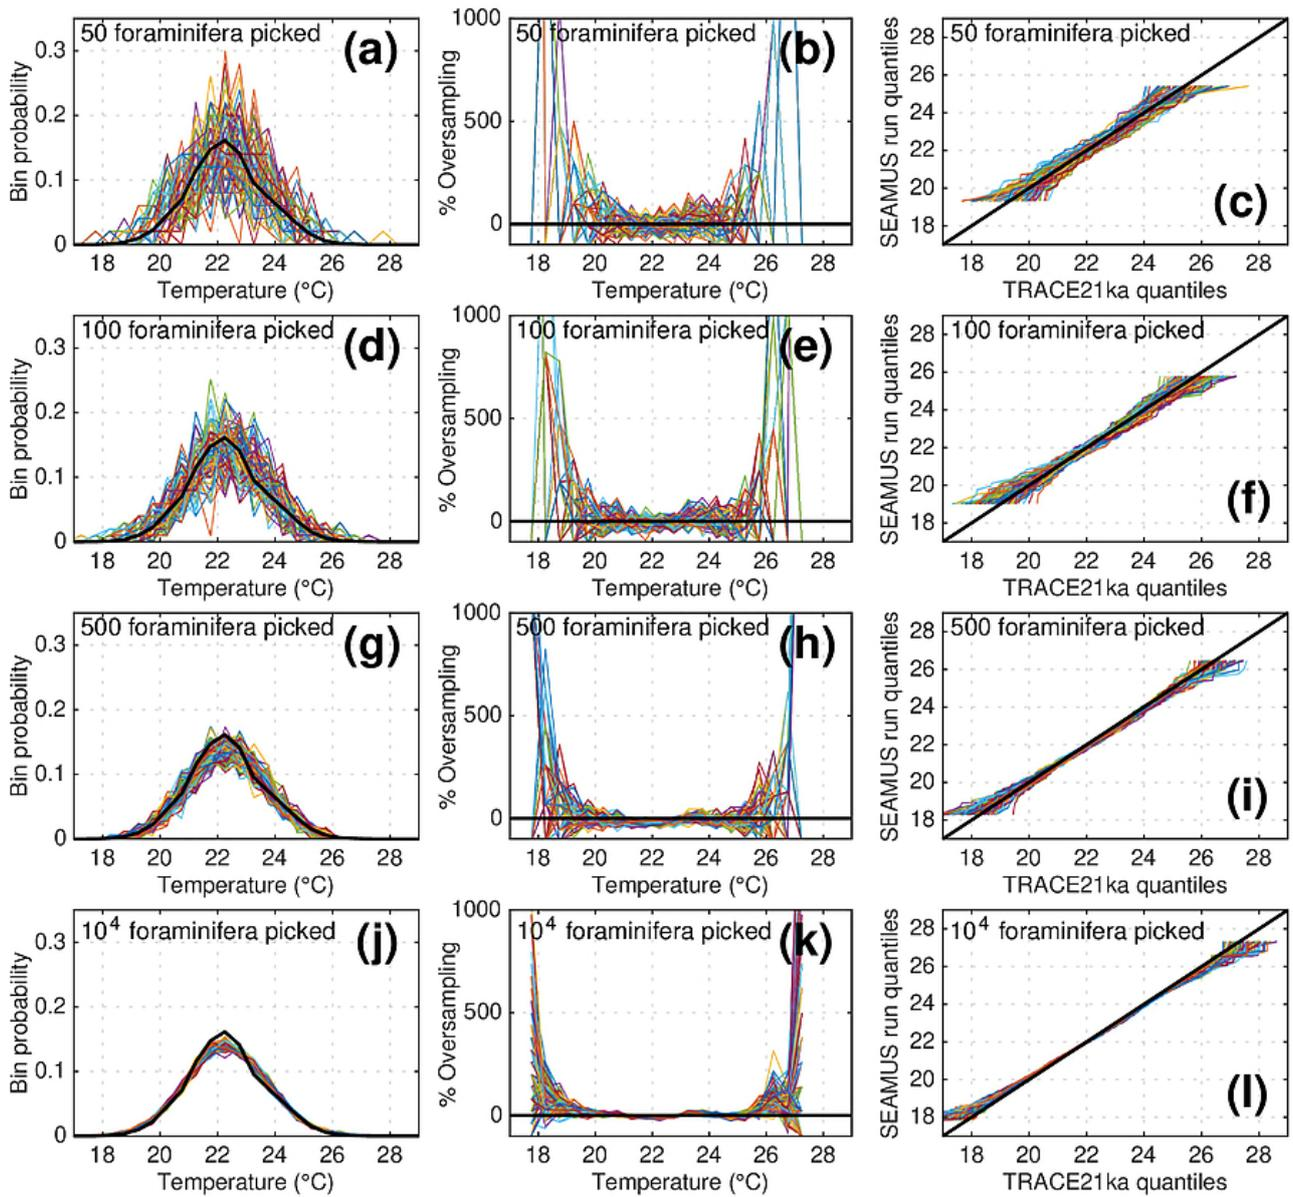 50 foraminifera picked
(a)
Bin probability
0.3
0.2
0.1
0
18 20 22 24 26 28
Temperature (°C)
50 foraminifera picked
(b)
% Oversampling
1000
500
0
18 20 22 24 26 28
Temperature (°C)
50 foraminifera picked
(c)
SEAMUS run quantiles
28
26
24
22
20
18
18 20 22 24 26 28
TRACE21ka quantiles
100 foraminifera picked
(d)
Bin probability
0.3
0.2
0.1
0
18 20 22 24 26 28
Temperature (°C)
100 foraminifera picked
(e)
% Oversampling
1000
500
0
18 20 22 24 26 28
Temperature (°C)
100 foraminifera picked
(f)
SEAMUS run quantiles
28
26
24
22
20
18
18 20 22 24 26 28
TRACE21ka quantiles
500 foraminifera picked
(g)
Bin probability
0.3
0.2
0.1
0
18 20 22 24 26 28
Temperature (°C)
500 foraminifera picked
(h)
% Oversampling
1000
500
0
18 20 22 24 26 28
Temperature (°C)
500 foraminifera picked
(i)
SEAMUS run quantiles
28
26
24
22
20
18
18 20 22 24 26 28
TRACE21ka quantiles
10⁴ foraminifera picked
(j)
Bin probability
0.3
0.2
0.1
0
18 20 22 24 26 28
Temperature (°C)
10⁴ foraminifera picked
(k)
% Oversampling
1000
500
0
18 20 22 24 26 28
Temperature (°C)
10⁴ foraminifera picked
(l)
SEAMUS run quantiles
28
26
24
22
20
18
18 20 22 24 26 28
TRACE21ka quantiles